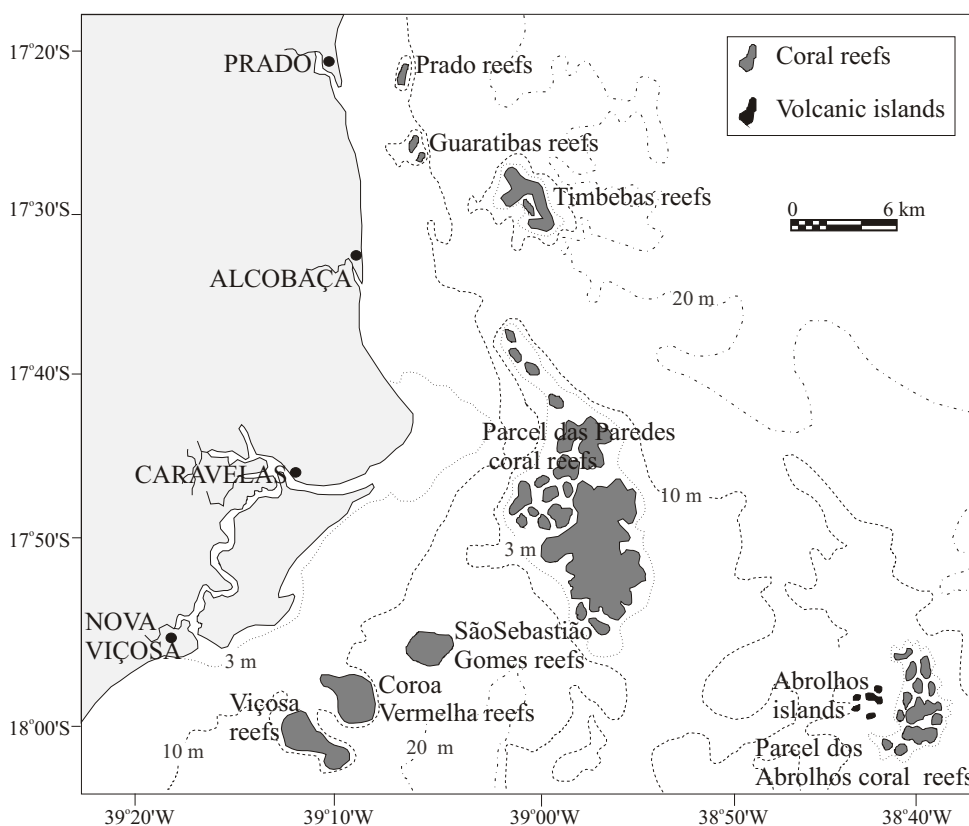 17°20'S
PRADO
Prado reefs
Coral reefs
Volcanic islands
Guaratibas reefs
Timbebas reefs
17°30'S
0 6 km
ALCOBAÇA
20 m
17°40'S
Parcel das Paredes
coral reefs
CARAVELAS
10 m
17°50'S
3 m
NOVA
VIÇOSA
3 m
SãoSebastião
Gomes reefs
Coroa
Vermelha reefs
Viçosa
reefs
Abrolhos
islands
18°00'S
10 m
20 m
Parcel dos
Abrolhos coral reefs
39°20'W 39°10'W 39°00'W 38°50'W 38°40'W